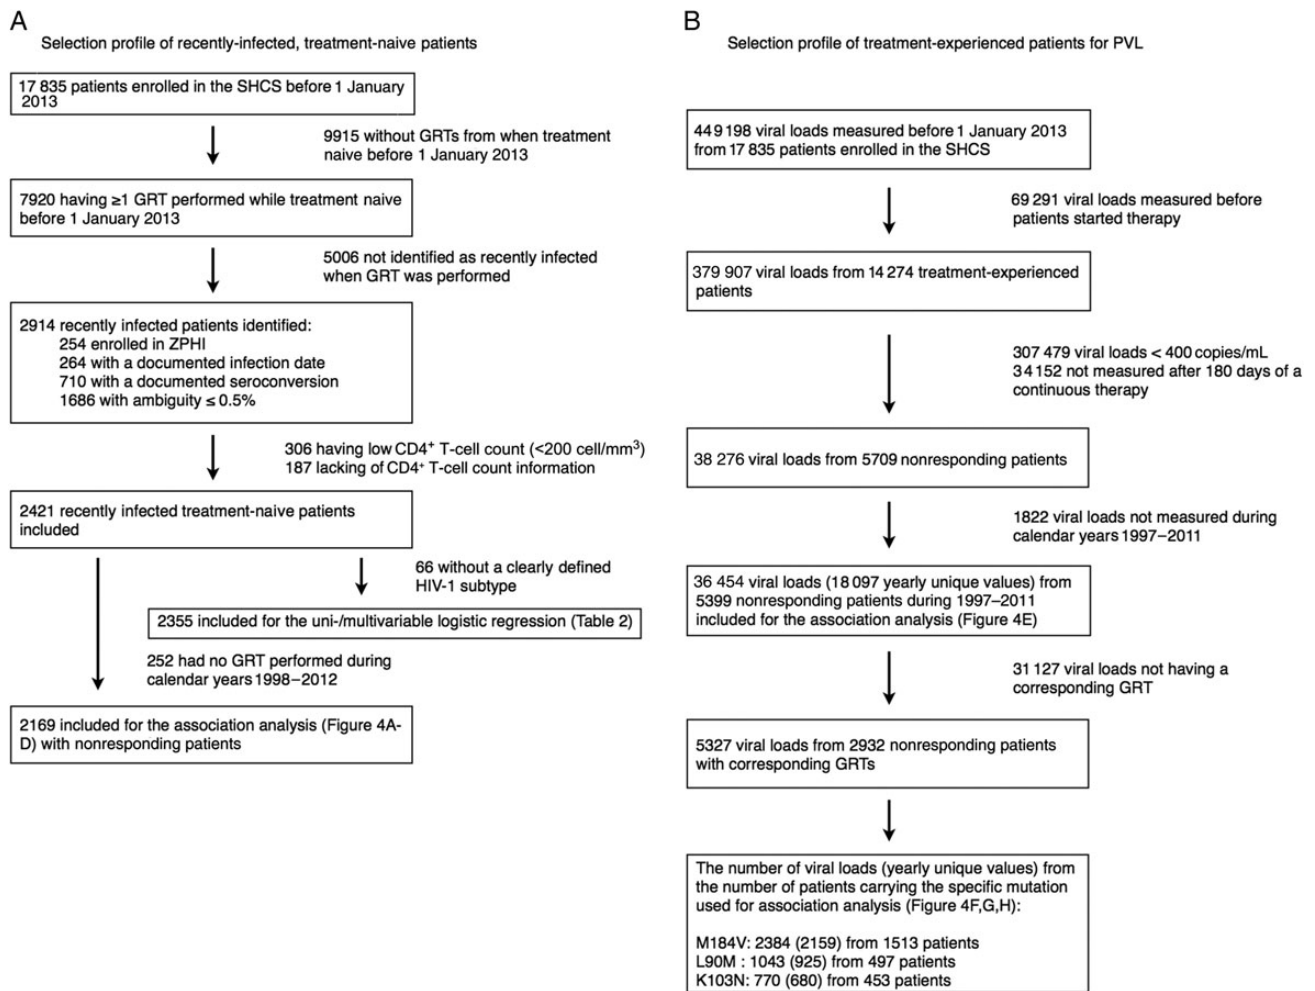 A
Selection profile of recently-infected, treatment-naive patients
17 835 patients enrolled in the SHCS before 1 January
2013
9915 without GRTs from when treatment
naive before 1 January 2013
7920 having ≥1 GRT performed while treatment naive
before 1 January 2013
5006 not identified as recently infected
when GRT was performed
2914 recently infected patients identified:
254 enrolled in ZPHI
264 with a documented infection date
710 with a documented seroconversion
1686 with ambiguity ≤ 0.5%
306 having low CD4⁺ T-cell count (<200 cell/mm³)
187 lacking of CD4⁺ T-cell count information
2421 recently infected treatment-naive patients
included
66 without a clearly defined
HIV-1 subtype
2355 included for the uni-/multivariable logistic regression (Table 2)
252 had no GRT performed during
calendar years 1998–2012
2169 included for the association analysis (Figure 4A-
D) with nonresponding patients
B
Selection profile of treatment-experienced patients for PVL
449 198 viral loads measured before 1 January 2013
from 17 835 patients enrolled in the SHCS
69 291 viral loads measured before
patients started therapy
379 907 viral loads from 14 274 treatment-experienced
patients
307 479 viral loads < 400 copies/mL
34 152 not measured after 180 days of a
continuous therapy
38 276 viral loads from 5709 nonresponding patients
1822 viral loads not measured during
calendar years 1997–2011
36 454 viral loads (18 097 yearly unique values) from
5399 nonresponding patients during 1997–2011
included for the association analysis (Figure 4E)
31 127 viral loads not having a
corresponding GRT
5327 viral loads from 2932 nonresponding patients
with corresponding GRTs
The number of viral loads (yearly unique values) from
the number of patients carrying the specific mutation
used for association analysis (Figure 4F,G,H):
M184V: 2384 (2159) from 1513 patients
L90M : 1043 (925) from 497 patients
K103N: 770 (680) from 453 patients